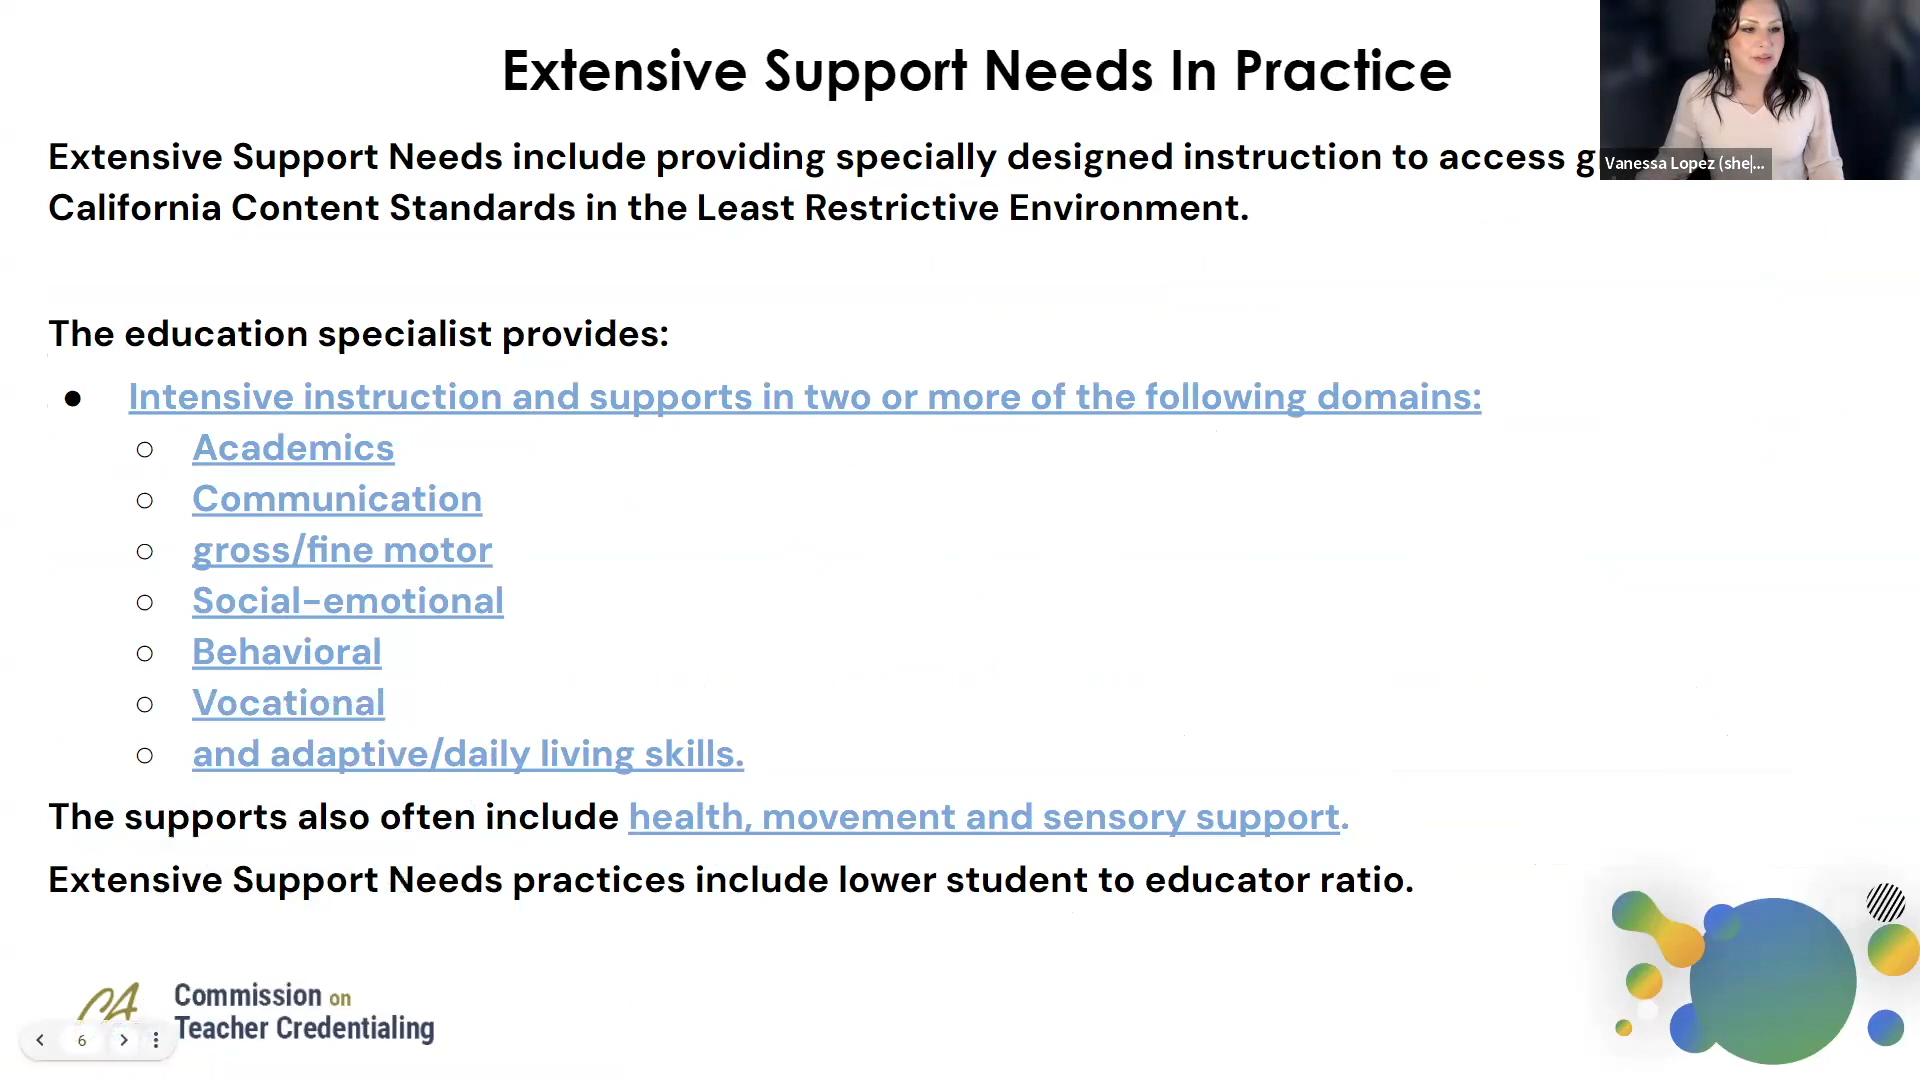 Extensive Support Needs In Practice
Extensive Support Needs include providing specially designed instruction to access
California Content Standards in the Least Restrictive Environment.
The education specialist provides:
● Intensive instruction and supports in two or more of the following domains:
○ Academics
○ Communication
○ gross/fine motor
○ Social-emotional
○ Behavioral
○ Vocational
○ and adaptive/daily living skills.
The supports also often include health, movement and sensory support.
Extensive Support Needs practices include lower student to educator ratio.
Vanessa Lopez (she|...
CA Commission on
Teacher Credentialing
6